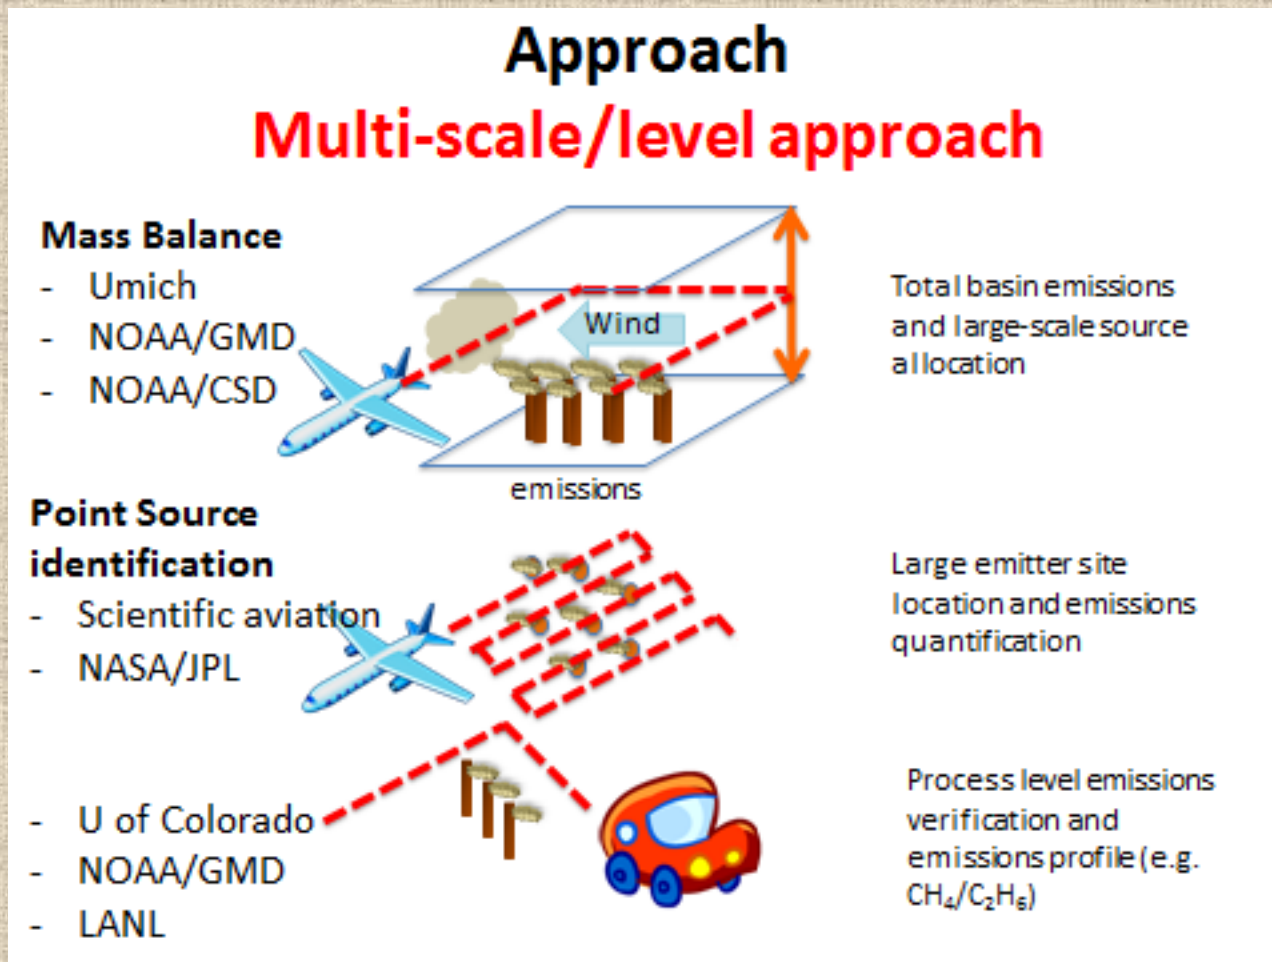 Approach
Multi-scale/level approach
Mass Balance
- Umich
- NOAA/GMD
- NOAA/CSD
Wind
emissions
Total basin emissions
and large-scale source
allocation
Point Source
identification
- Scientific aviation
- NASA/JPL
Large emitter site
location and emissions
quantification
- U of Colorado
- NOAA/GMD
- LANL
Process level emissions
verification and
emissions profile (e.g.
CH₄/C₂H₆)